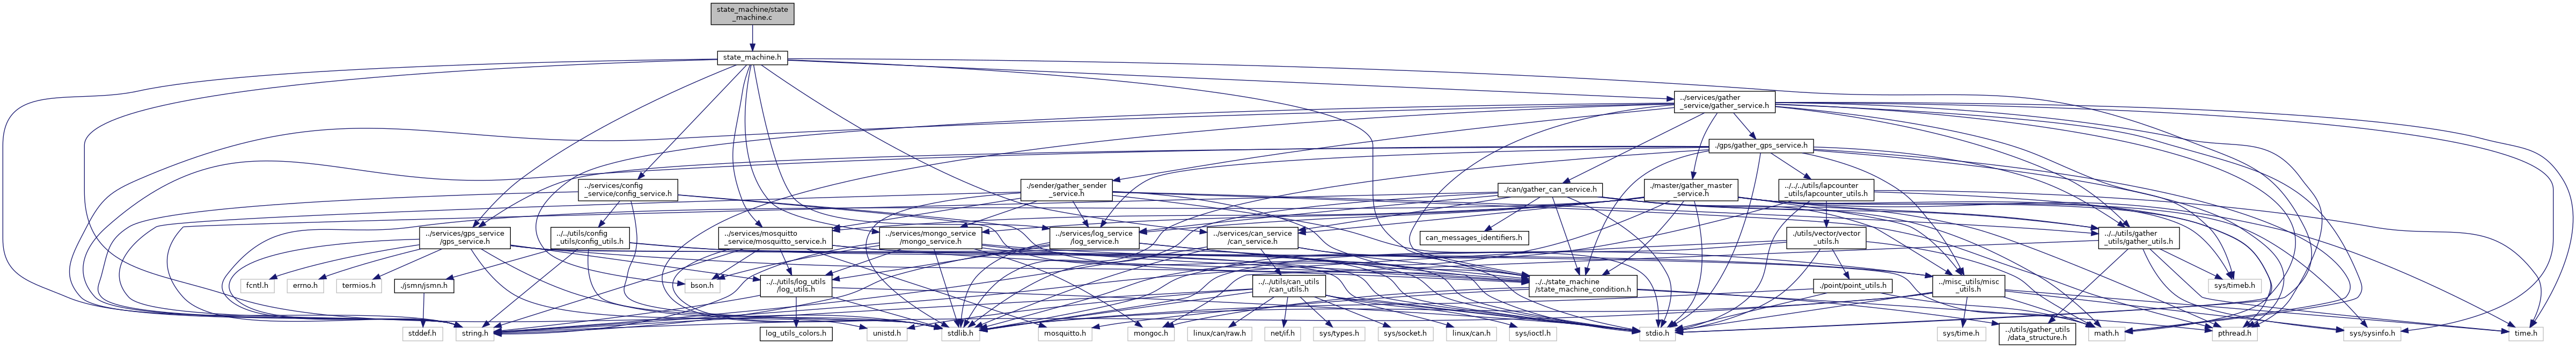 state_machine/state
_machine.c
state_machine.h
../services/gather
_service/gather_service.h
./gps/gather_gps_service.h
../services/config
_service/config_service.h
./sender/gather_sender
_service.h
./can/gather_can_service.h
./master/gather_master
_service.h
../../../utils/lapcounter
_utils/lapcounter_utils.h
../services/gps_service
/gps_service.h
../../utils/config
_utils/config_utils.h
../services/mosquitto
_service/mosquitto_service.h
../services/mongo_service
/mongo_service.h
../services/log_service
/log_service.h
../services/can_service
/can_service.h
can_messages_identifiers.h
../utils/vector/vector
_utils.h
../../utils/gather
_utils/gather_utils.h
fcntl.h
errno.h
termios.h
../jsmn/jsmn.h
bson.h
../../utils/log_utils
/log_utils.h
../../utils/can_utils
/can_utils.h
../../state_machine
/state_machine_condition.h
../point/point_utils.h
../misc_utils/misc
_utils.h
sys/timeb.h
stddef.h
string.h
log_utils_colors.h
unistd.h
stdlib.h
mosquitto.h
mongoc.h
linux/can/raw.h
net/if.h
sys/types.h
sys/socket.h
linux/can.h
sys/ioctl.h
stdio.h
sys/time.h
../utils/gather_utils
/data_structure.h
math.h
pthread.h
sys/sysinfo.h
time.h